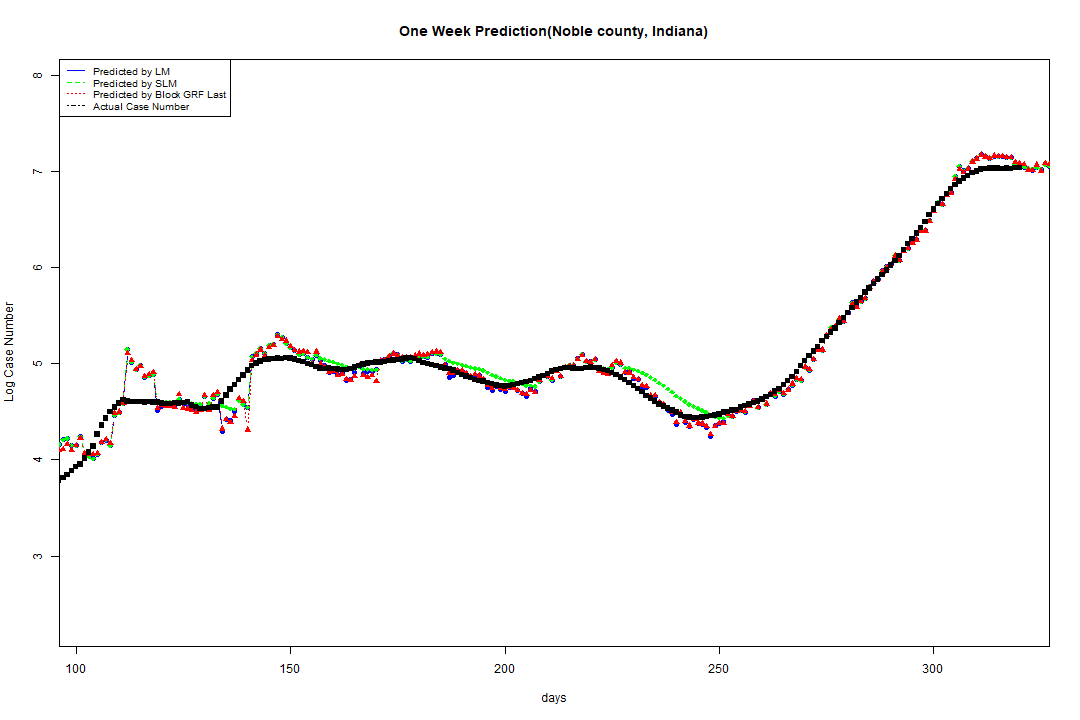 One Week Prediction(Noble county, Indiana)
Predicted by LM
Predicted by SLM
Predicted by Block GRF Last
Actual Case Number
8
7
6
5
4
3
Log Case Number
100 150 200 250 300
days